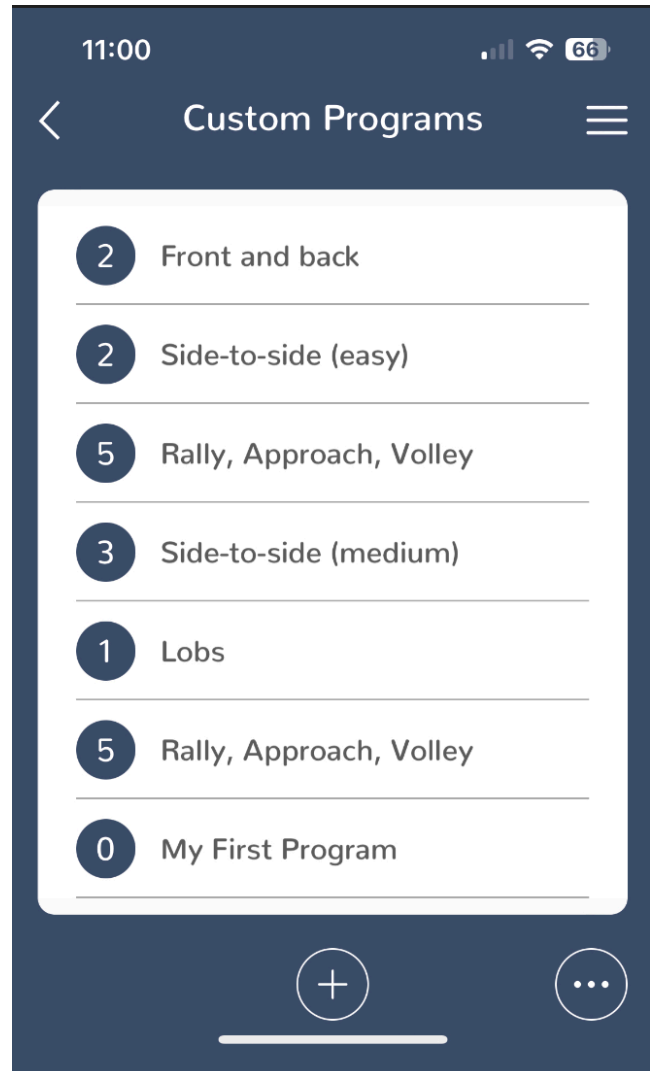 11:00
66
Custom Programs
2 Front and back
2 Side-to-side (easy)
5 Rally, Approach, Volley
3 Side-to-side (medium)
1 Lobs
5 Rally, Approach, Volley
0 My First Program